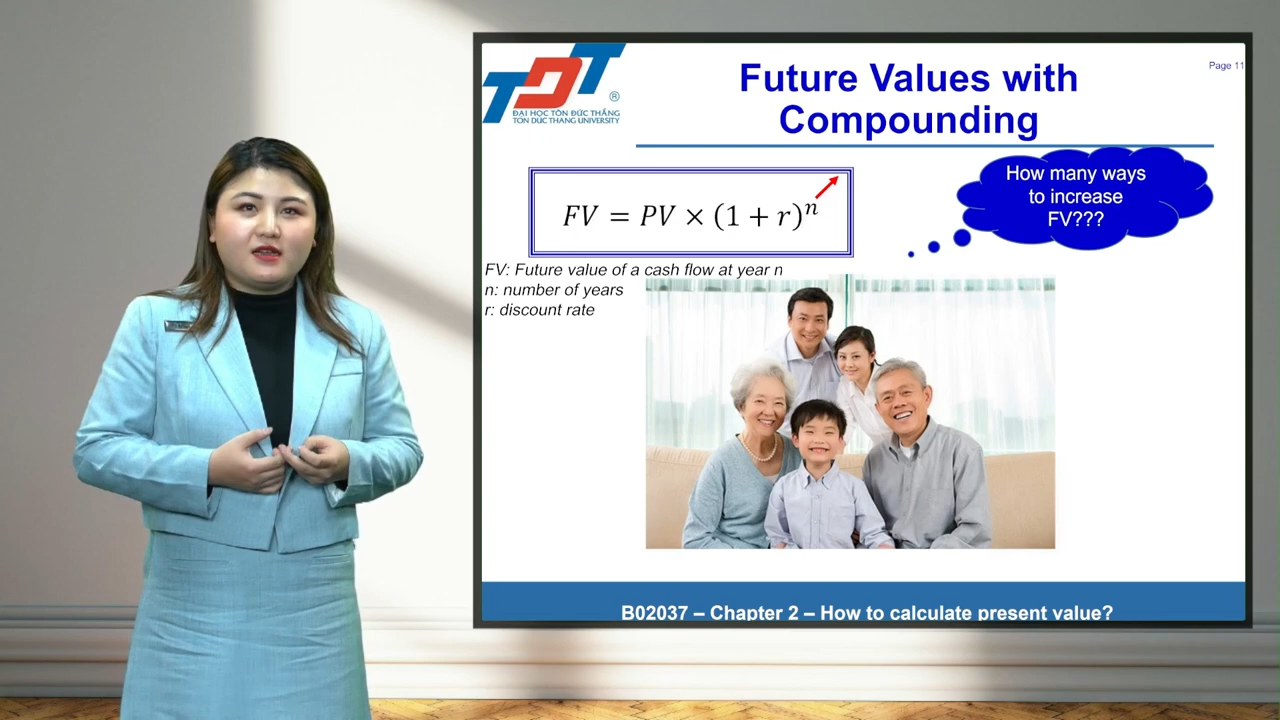 TDT
®
ĐẠI HỌC TÔN ĐỨC THẮNG
TON DUC THANG UNIVERSITY
Future Values with
Compounding
Page 11
FV = PV × (1 + r)ⁿ
How many ways
to increase
FV???
FV: Future value of a cash flow at year n
n: number of years
r: discount rate
B02037 – Chapter 2 – How to calculate present value?